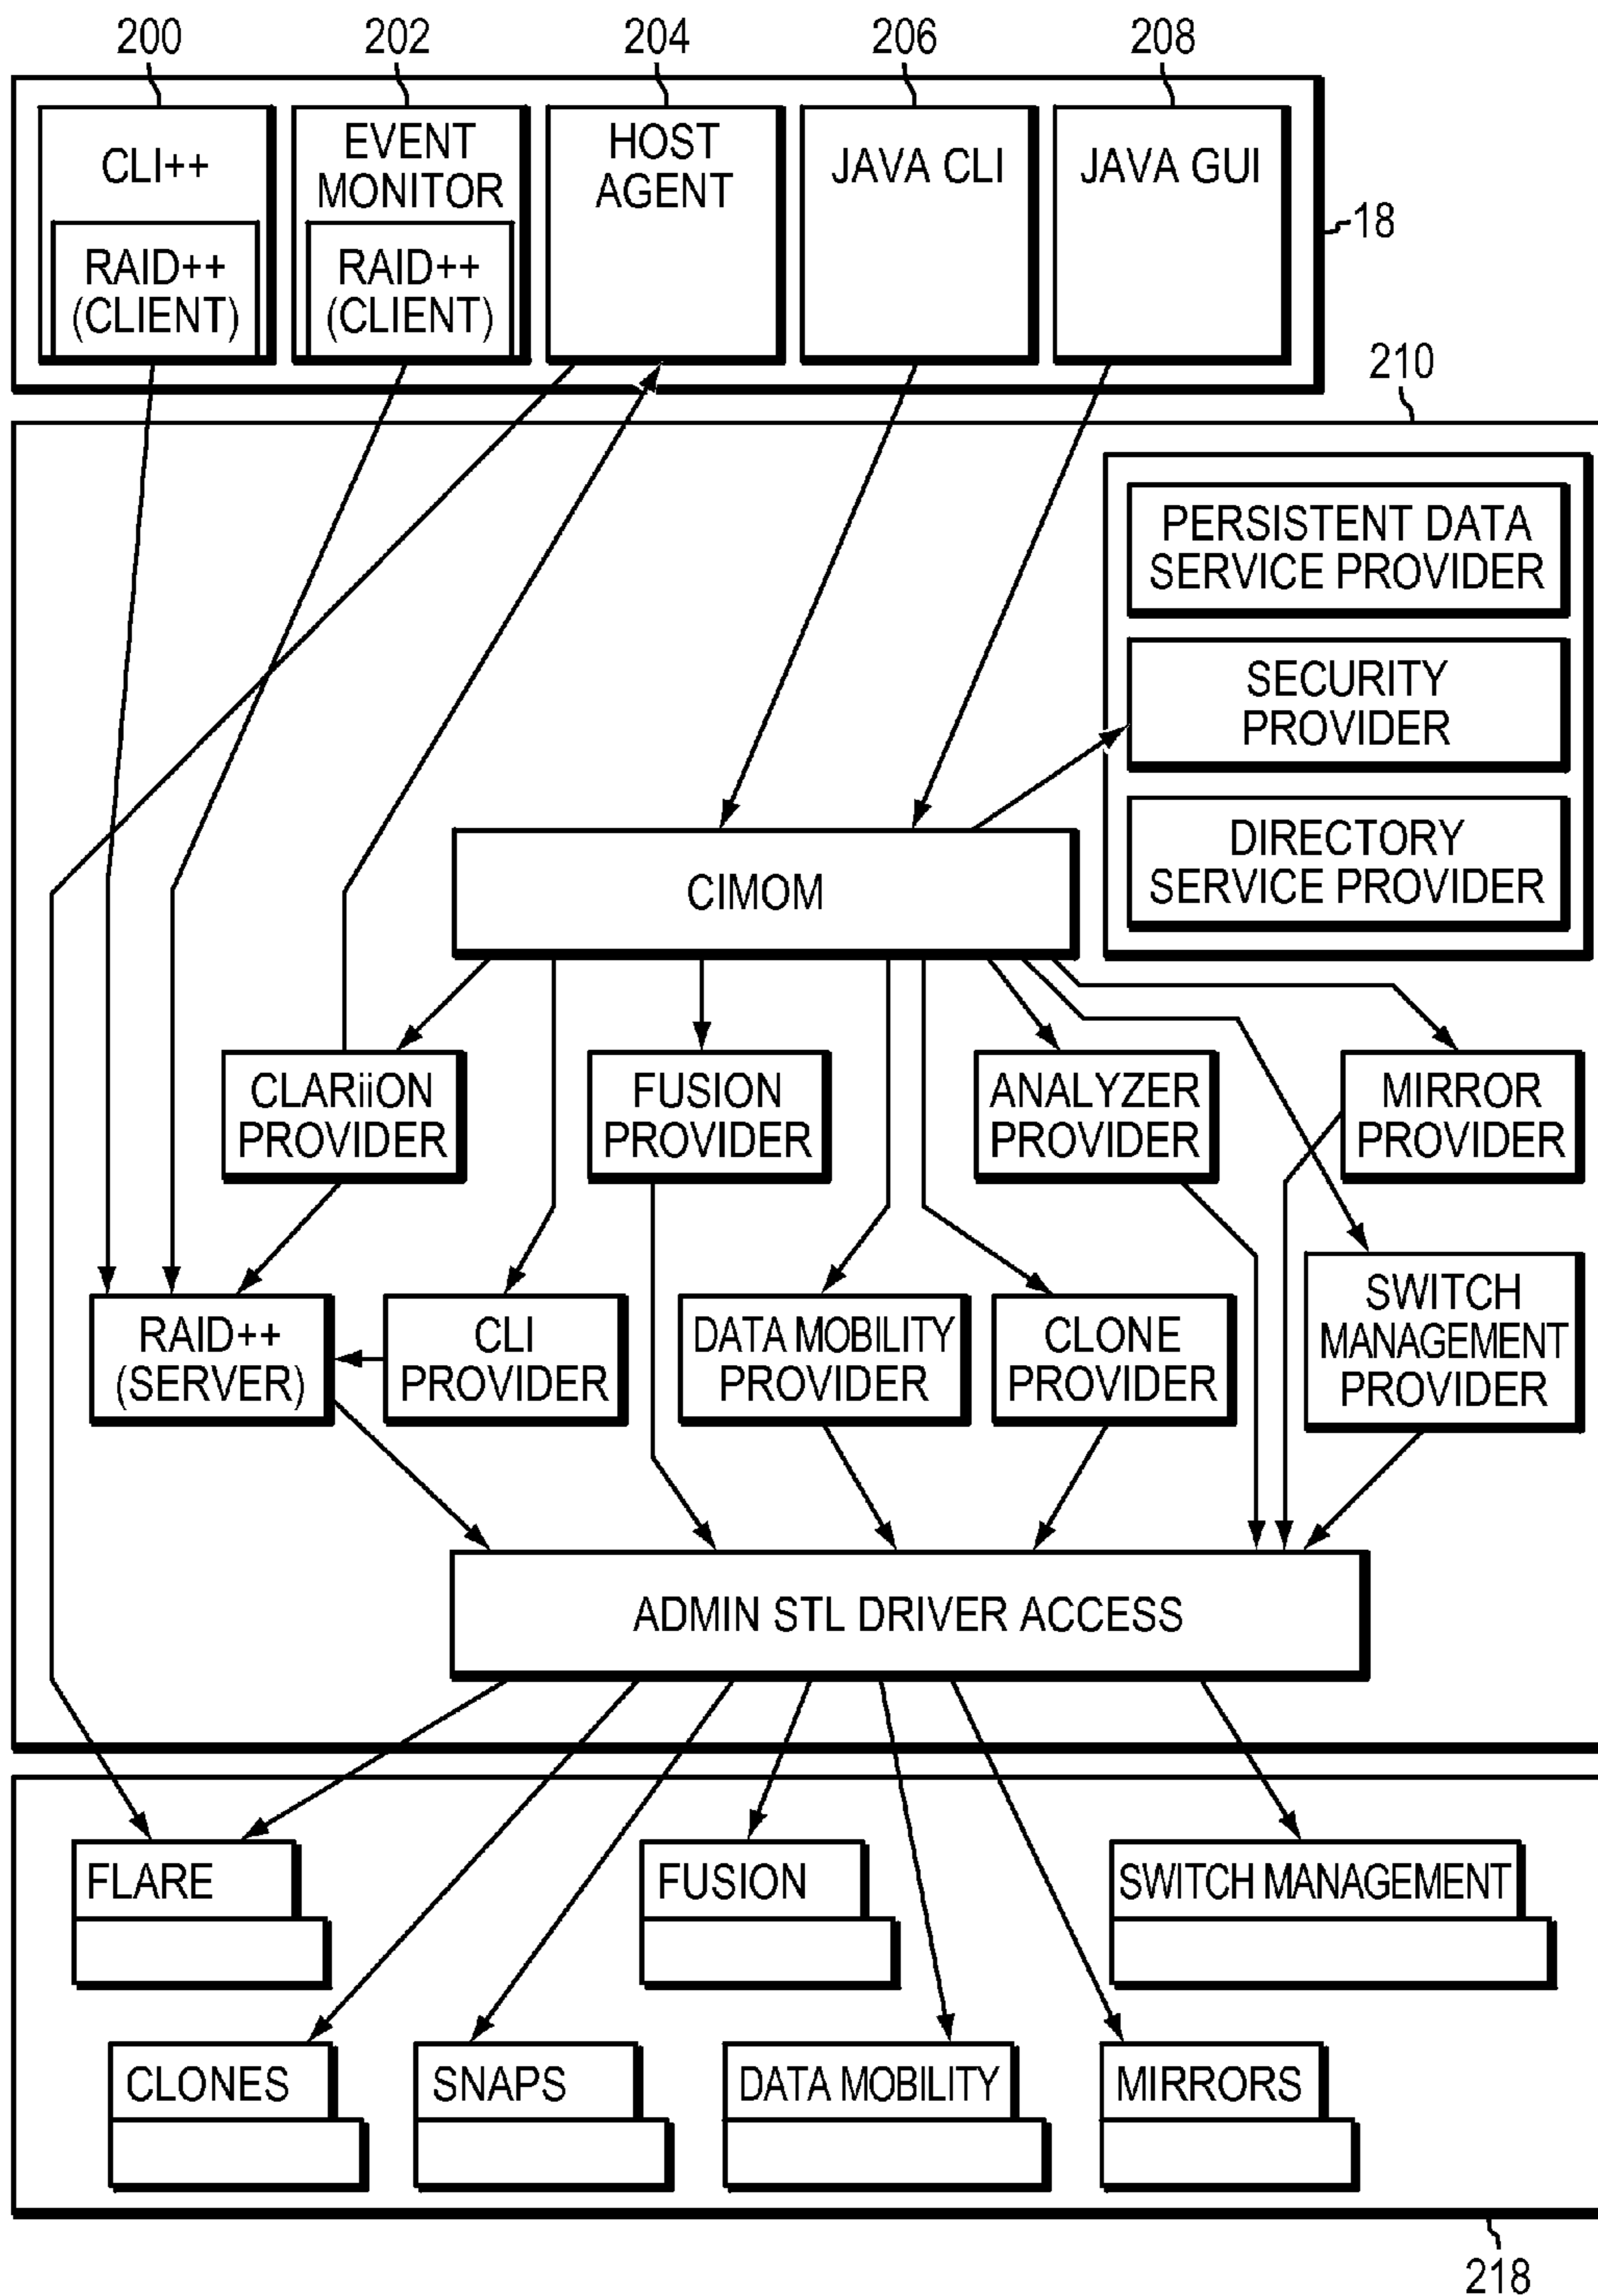 200
202
204
206
208
CLI++
RAID++
(CLIENT)
EVENT
MONITOR
RAID++
(CLIENT)
HOST
AGENT
JAVA CLI
JAVA GUI
18
210
PERSISTENT DATA
SERVICE PROVIDER
SECURITY
PROVIDER
DIRECTORY
SERVICE PROVIDER
CIMOM
CLARiiON
PROVIDER
FUSION
PROVIDER
ANALYZER
PROVIDER
MIRROR
PROVIDER
RAID++
(SERVER)
CLI
PROVIDER
DATA MOBILITY
PROVIDER
CLONE
PROVIDER
SWITCH
MANAGEMENT
PROVIDER
ADMIN STL DRIVER ACCESS
FLARE
FUSION
SWITCH MANAGEMENT
CLONES
SNAPS
DATA MOBILITY
MIRRORS
218